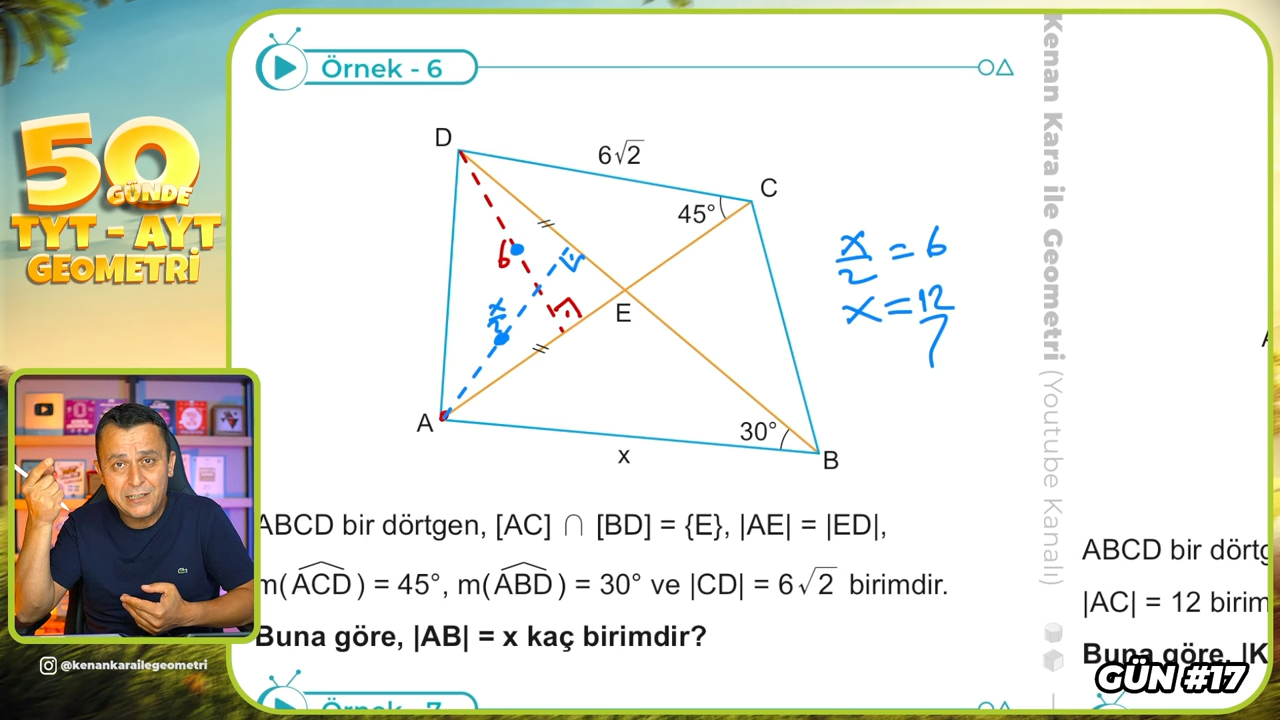 50
GÜNDE
TYT - AYT
GEOMETRİ
Örnek - 6
D
6√2
C
45°
6
x/2
E
A
30°
B
x
x/2 = 6
x = 12
ABCD bir dörtgen, [AC] ∩ [BD] = {E}, |AE| = |ED|,
m(ACD) = 45°, m(ABD) = 30° ve |CD| = 6√2 birimdir.
Buna göre, |AB| = x kaç birimdir?
Örnek - 7
Kenan Kara ile Geometri (Youtube Kanalı)
ABCD bir
|AC| = 12
Buna göre, |K
GÜN #17
@kenankarailegeometri